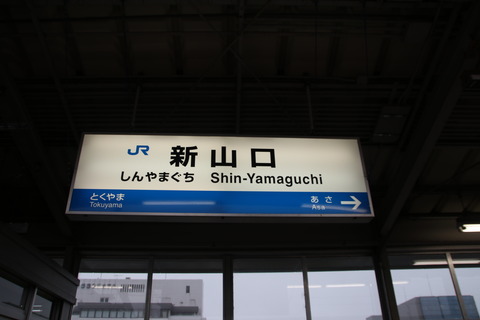 JR 新山口
しんやまぐち Shin-Yamaguchi
とくやま あさ
Tokuyama Asa